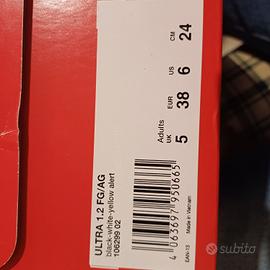 ULTRA 1.2 FG/AG
black-white-yellow alert
106299 02
Adults
UK EUR US CM
5 38 6 24
4 063697 950665
EAN-13
Made in Vietnam
subito